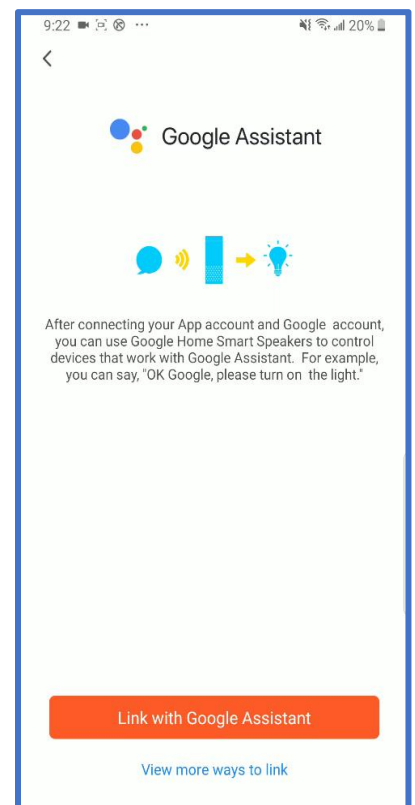 9:22 ··· 20%
Google Assistant
After connecting your App account and Google account,
you can use Google Home Smart Speakers to control
devices that work with Google Assistant. For example,
you can say, "OK Google, please turn on the light."
Link with Google Assistant
View more ways to link